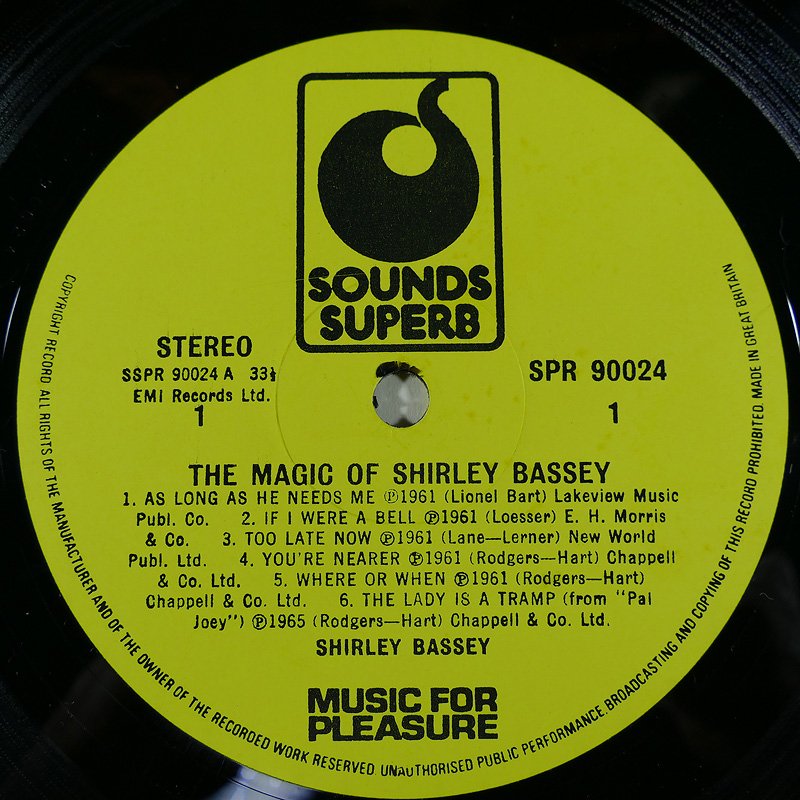 SOUNDS
SUPERB
STEREO
SSPR 90024 A 33⅓
EMI Records Ltd.
1
SPR 90024
1
THE MAGIC OF SHIRLEY BASSEY
1. AS LONG AS HE NEEDS ME ℗1961 (Lionel Bart) Lakeview Music
Publ. Co. 2. IF I WERE A BELL ℗1961 (Loesser) E. H. Morris
& Co. 3. TOO LATE NOW ℗1961 (Lane—Lerner) New World
Publ. Ltd. 4. YOU'RE NEARER ℗1961 (Rodgers—Hart) Chappell
& Co. Ltd. 5. WHERE OR WHEN ℗1961 (Rodgers—Hart)
Chappell & Co. Ltd. 6. THE LADY IS A TRAMP (from "Pal
Joey") ℗1965 (Rodgers—Hart) Chappell & Co. Ltd.
SHIRLEY BASSEY
MUSIC FOR
PLEASURE
COPYRIGHT RECORD ALL RIGHTS OF THE MANUFACTURER AND OF THE OWNER OF THE RECORDED WORK RESERVED UNAUTHORISED PUBLIC PERFORMANCE, BROADCASTING AND COPYING OF THIS RECORD PROHIBITED. MADE IN GREAT BRITAIN